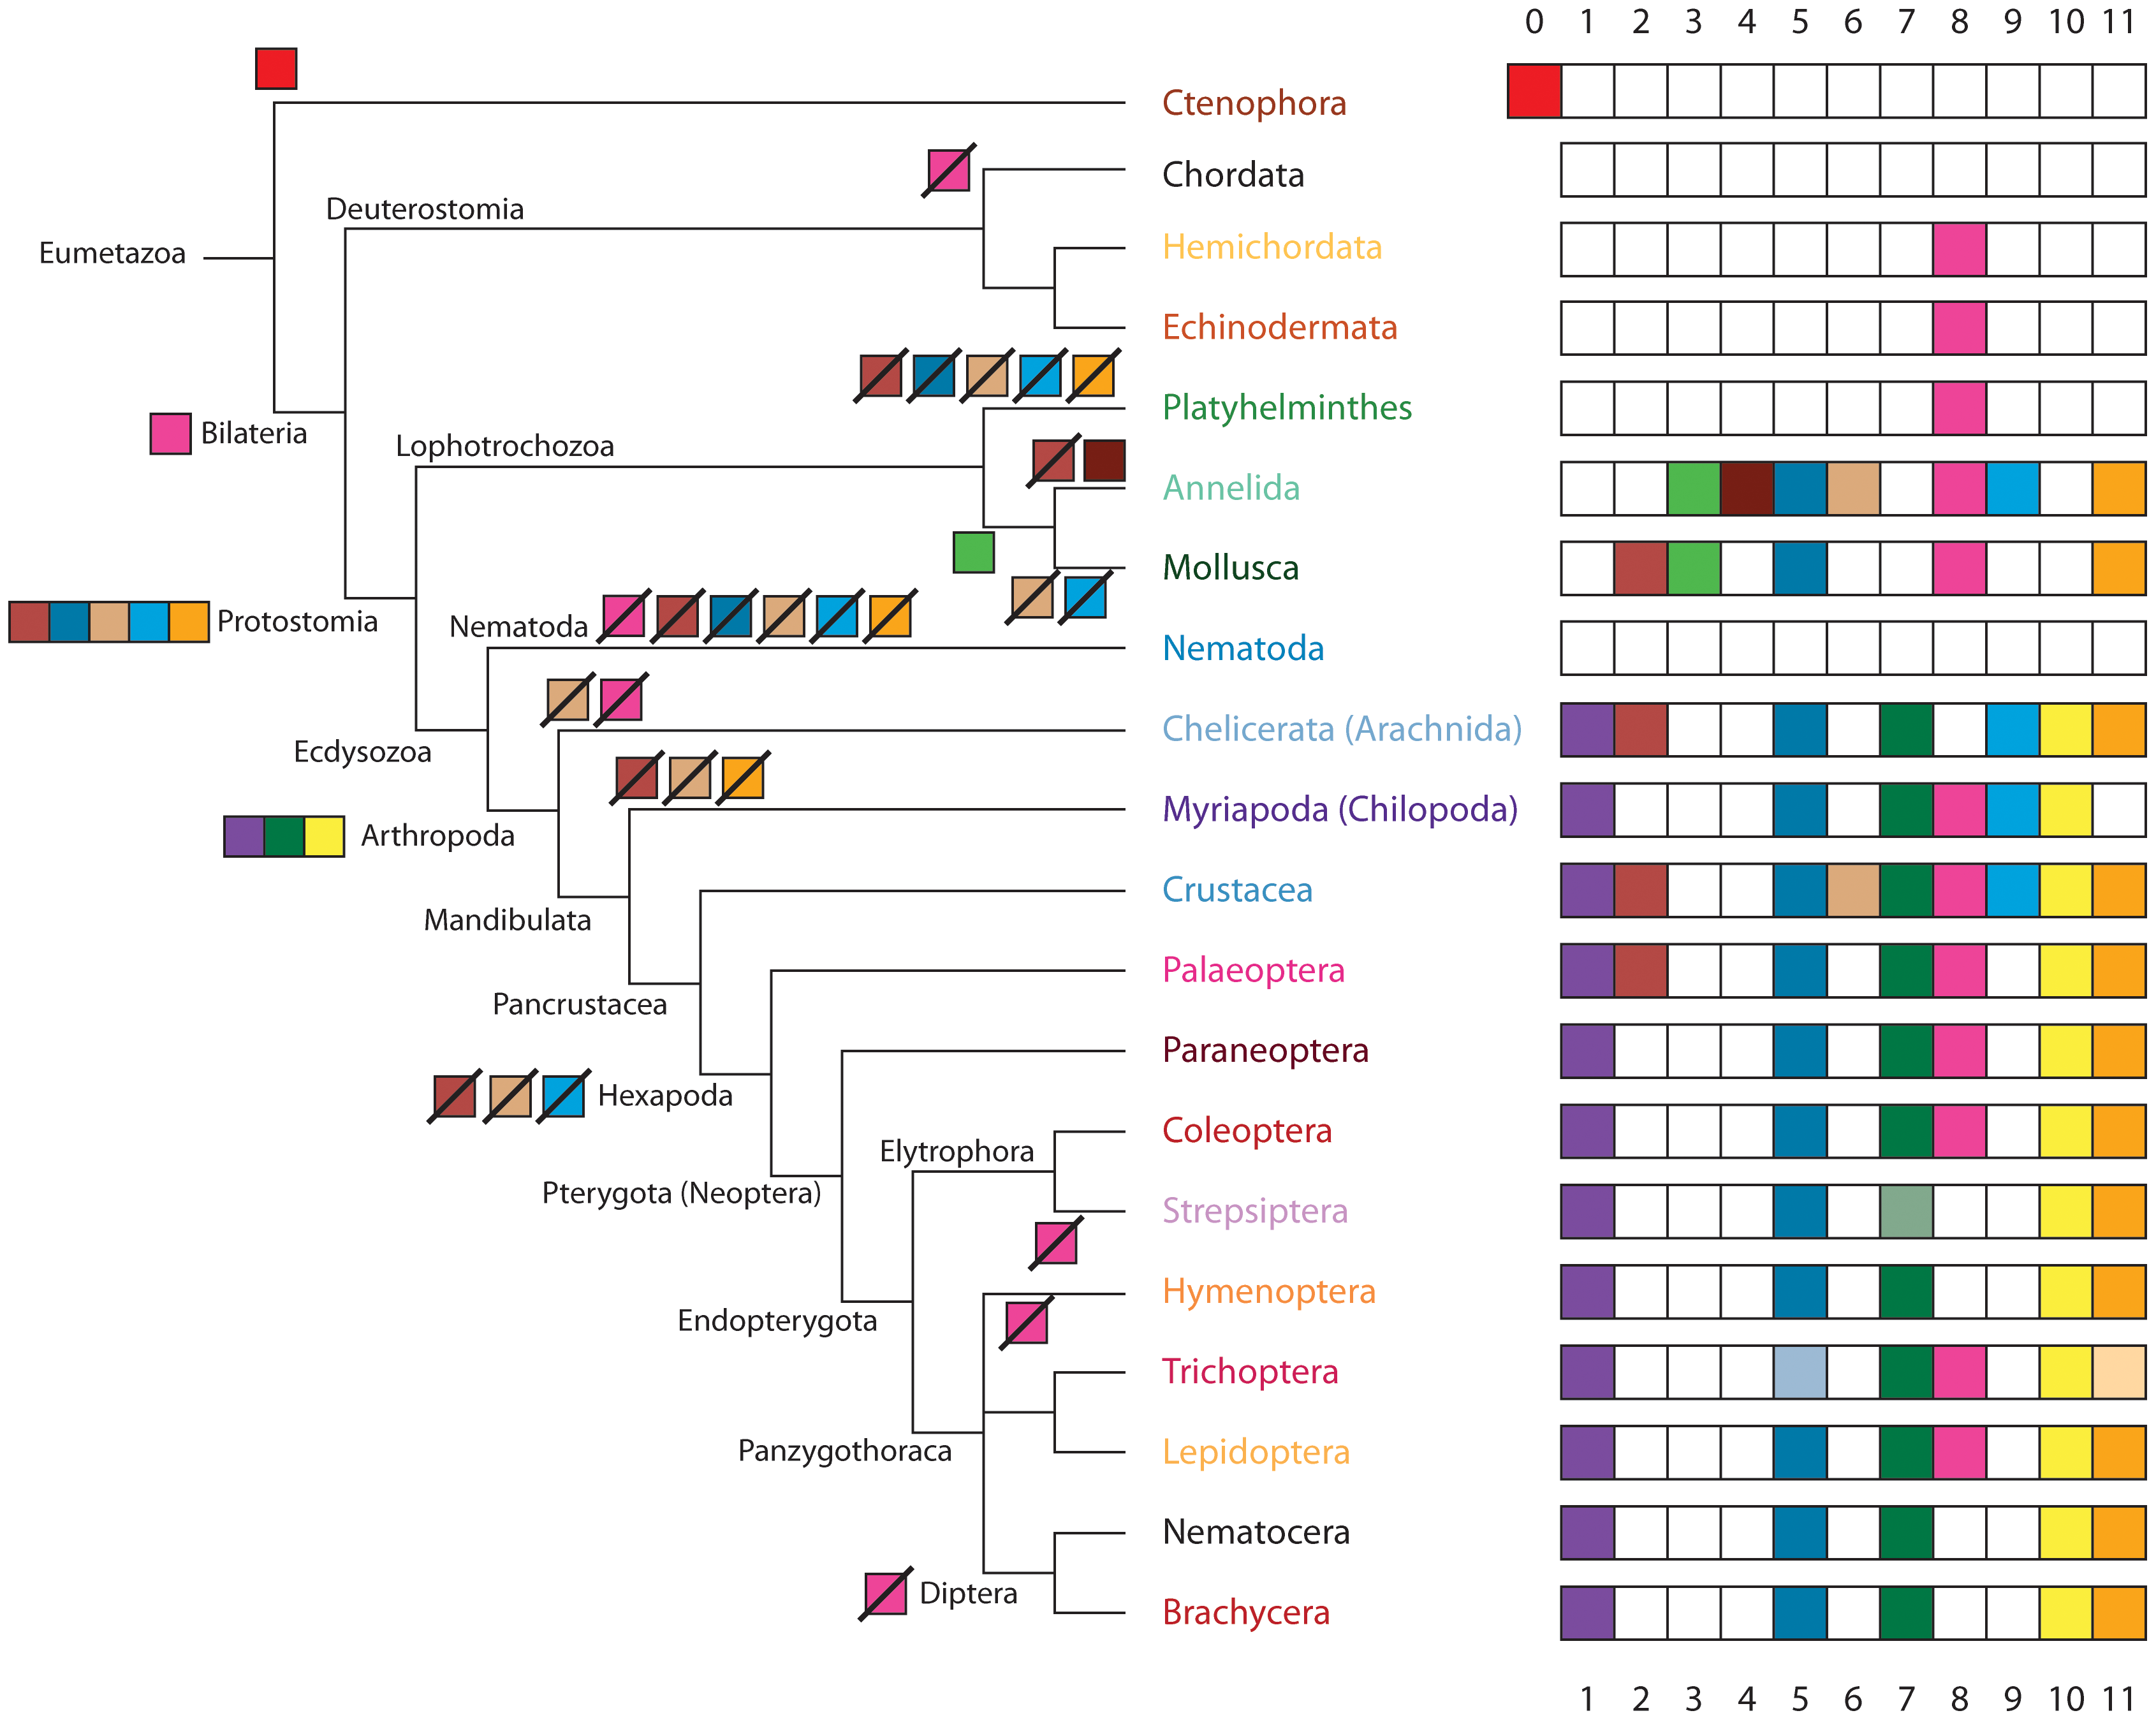 0 1 2 3 4 5 6 7 8 9 10 11
Ctenophora
Chordata
Deuterostomia
Hemichordata
Eumetazoa
Echinodermata
Platyhelminthes
Bilateria
Lophotrochozoa
Annelida
Mollusca
Protostomia
Nematoda
Nematoda
Chelicerata (Arachnida)
Ecdysozoa
Myriapoda (Chilopoda)
Arthropoda
Crustacea
Mandibulata
Palaeoptera
Pancrustacea
Paraneoptera
Hexapoda
Coleoptera
Elytrophora
Pterygota (Neoptera)
Strepsiptera
Hymenoptera
Endopterygota
Trichoptera
Panzygothoraca
Lepidoptera
Nematocera
Diptera
Brachycera
1 2 3 4 5 6 7 8 9 10 11